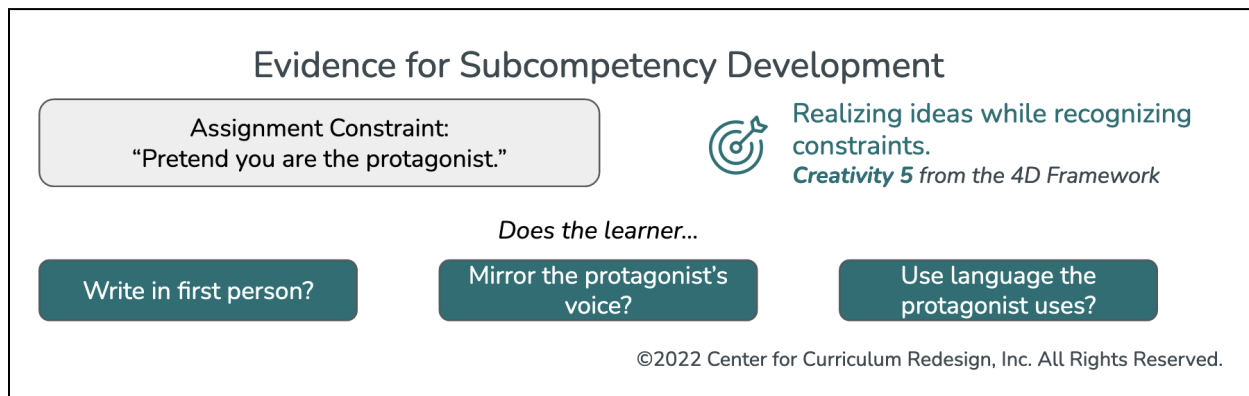 Evidence for Subcompetency Development
Assignment Constraint:
“Pretend you are the protagonist.”
Realizing ideas while recognizing
constraints.
Creativity 5 from the 4D Framework
Does the learner...
Write in first person?
Mirror the protagonist’s
voice?
Use language the
protagonist uses?
©2022 Center for Curriculum Redesign, Inc. All Rights Reserved.